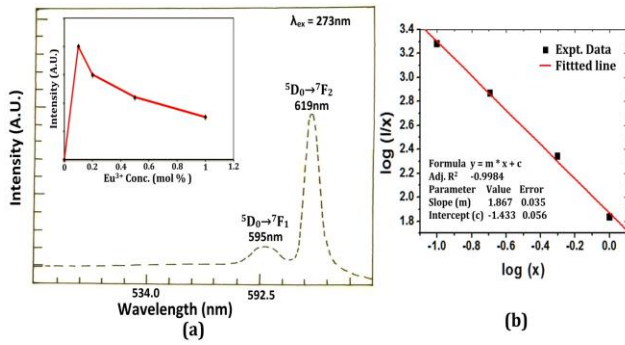 λex = 273nm
Intensity (A.U.)
0 0.2 0.4 0.6 0.8 1 1.2
Eu³⁺ Conc. (mol % )
⁵D₀→⁷F₂
619nm
⁵D₀→⁷F₁
595nm
Intensity (A.U.)
534.0 592.5
Wavelength (nm)
(a)
log (I/x)
3.4
3.2
3.0
2.8
2.6
2.4
2.2
2.0
1.8
Expt. Data
Fittted line
Formula y = m * x + c
Adj. R² -0.9984
Parameter Value Error
Slope (m) 1.867 0.035
Intercept (c) -1.433 0.056
-1.0 -0.8 -0.6 -0.4 -0.2 0.0
log (x)
(b)